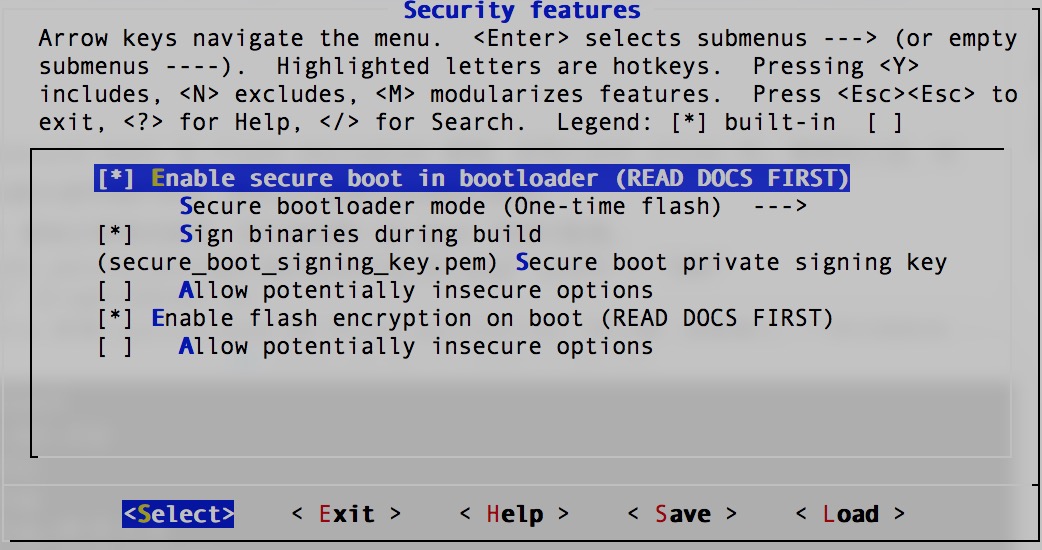 Security features
Arrow keys navigate the menu.  <Enter> selects submenus ---> (or empty
submenus ----).  Highlighted letters are hotkeys.  Pressing <Y>
includes, <N> excludes, <M> modularizes features.  Press <Esc><Esc> to
exit, <?> for Help, </> for Search.  Legend: [*] built-in  [ ]
[*] Enable secure boot in bootloader (READ DOCS FIRST)
Secure bootloader mode (One-time flash)  --->
[*]   Sign binaries during build
(secure_boot_signing_key.pem) Secure boot private signing key
[ ]   Allow potentially insecure options
[*] Enable flash encryption on boot (READ DOCS FIRST)
[ ]   Allow potentially insecure options
<Select>    < Exit >    < Help >    < Save >    < Load >